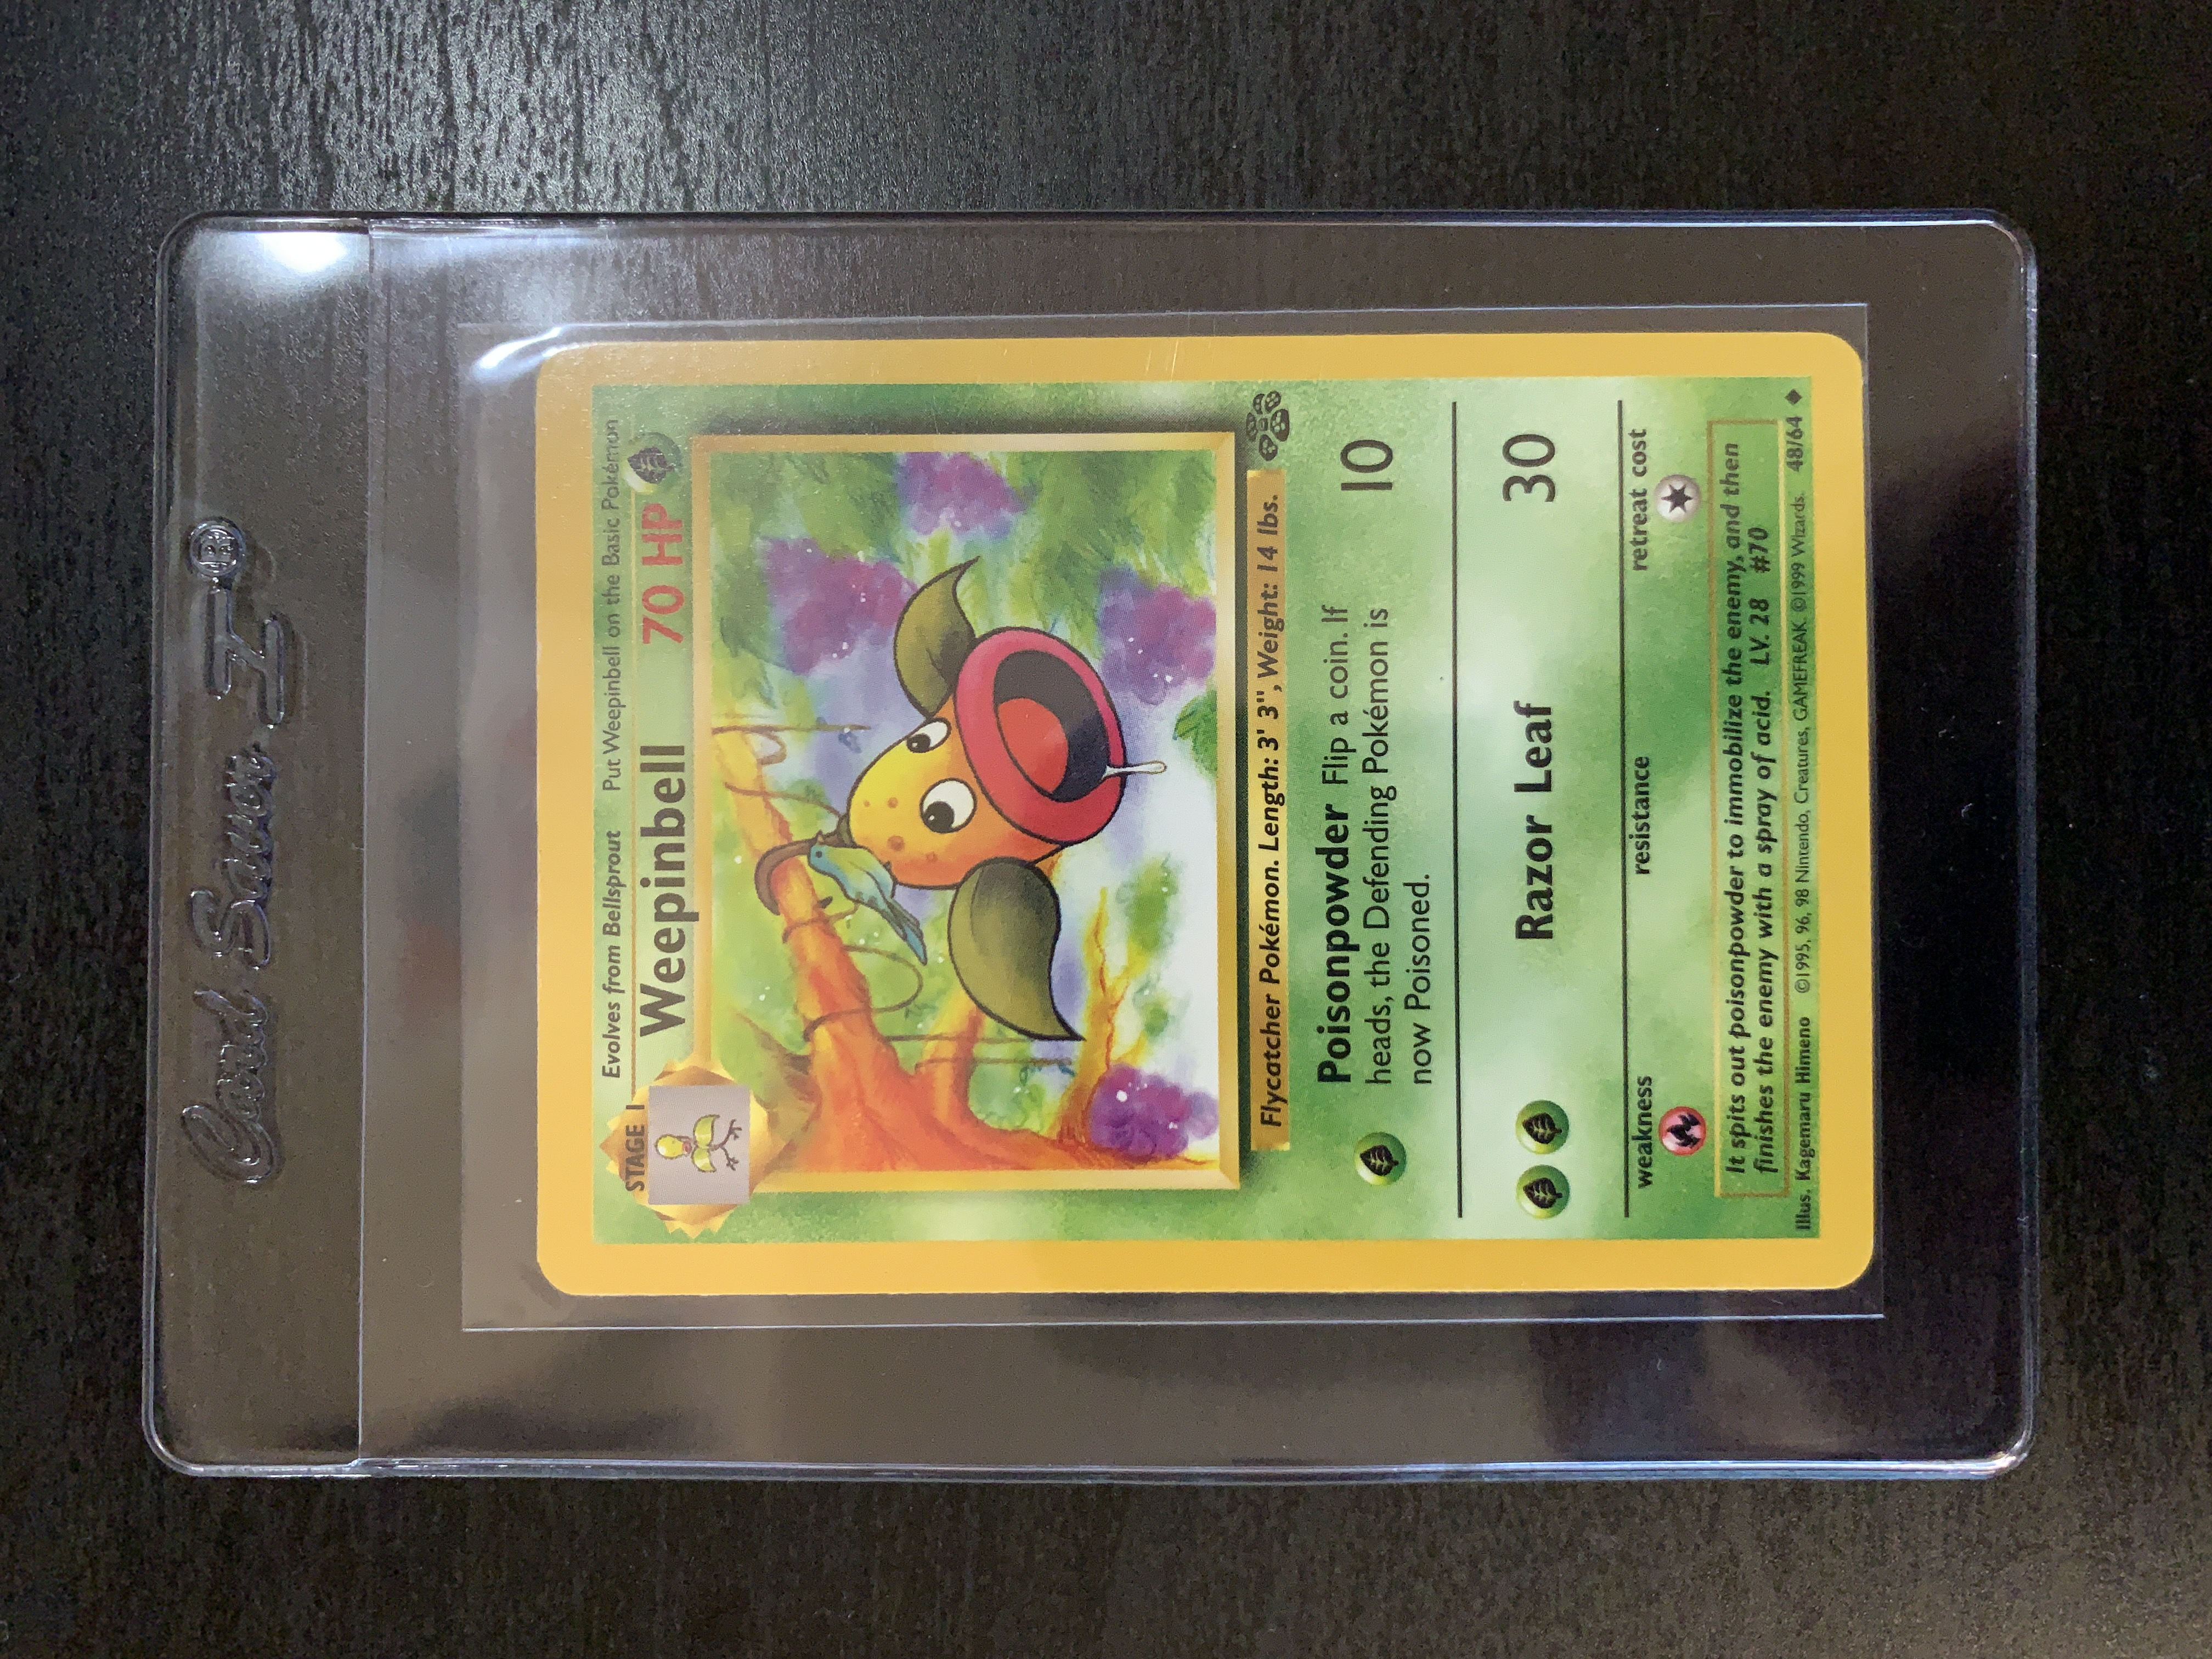 Card Saver I®
Evolves from Bellsprout Put Weepinbell on the Basic Pokémon
STAGE 1
Weepinbell 70 HP
Flycatcher Pokémon. Length: 3' 3", Weight: 14 lbs.
Poisonpowder Flip a coin. If
heads, the Defending Pokémon is
now Poisoned.
10
Razor Leaf 30
weakness resistance retreat cost
It spits out poisonpowder to immobilize the enemy, and then
finishes the enemy with a spray of acid. LV. 28 #70
Illus. Kagemaru Himeno ©1995, 96, 98 Nintendo, Creatures, GAMEFREAK. ©1999 Wizards. 48/64